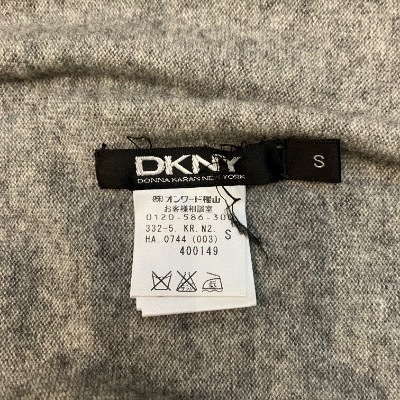 DKNY
DONNA KARAN NEW YORK
S
㈱オンワード樫山
お客様相談室
0120-586-300
332-5. KR. N2.
HA. 0744 (003) S
400149